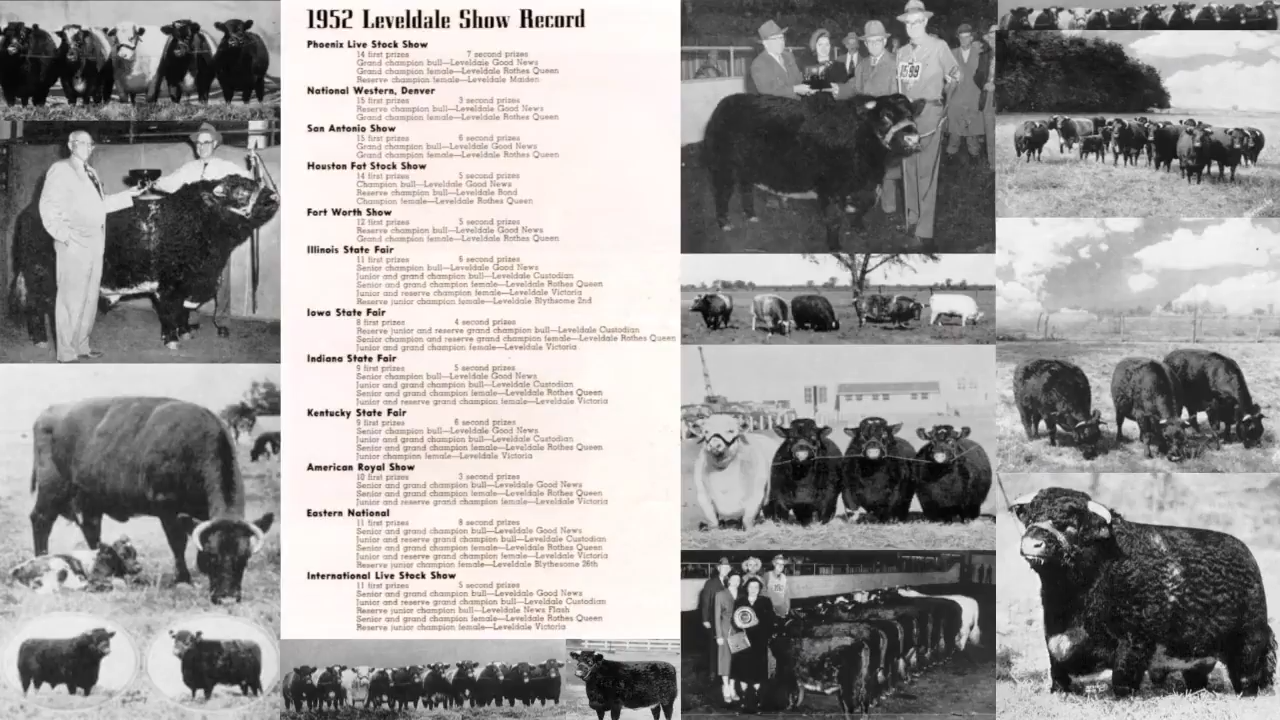 1952 Leveldale Show Record
Phoenix Live Stock Show
14 first prizes 7 second prizes
Grand champion bull—Leveldale Good News
Grand champion female—Leveldale Rothes Queen
Reserve champion female—Leveldale Maiden
National Western, Denver
15 first prizes 3 second prizes
Reserve champion bull—Leveldale Good News
Grand champion female—Leveldale Rothes Queen
San Antonio Show
15 first prizes 6 second prizes
Grand champion bull—Leveldale Good News
Grand champion female—Leveldale Rothes Queen
Houston Fat Stock Show
14 first prizes 5 second prizes
Champion bull—Leveldale Good News
Reserve champion bull—Leveldale Bond
Champion female—Leveldale Rothes Queen
Fort Worth Show
12 first prizes 5 second prizes
Reserve champion bull—Leveldale Good News
Grand champion female—Leveldale Rothes Queen
Illinois State Fair
11 first prizes 6 second prizes
Senior champion bull—Leveldale Good News
Junior and grand champion bull—Leveldale Custodian
Senior and grand champion female—Leveldale Rothes Queen
Junior and reserve champion female—Leveldale Victoria
Reserve junior champion female—Leveldale Blythesome 2nd
Iowa State Fair
8 first prizes 4 second prizes
Reserve junior and reserve grand champion bull—Leveldale Custodian
Senior champion and reserve grand champion female—Leveldale Rothes Queen
Junior and grand champion female—Leveldale Victoria
Indiana State Fair
9 first prizes 5 second prizes
Senior champion bull—Leveldale Good News
Junior and grand champion bull—Leveldale Custodian
Senior and grand champion female—Leveldale Rothes Queen
Junior and reserve grand champion female—Leveldale Victoria
Kentucky State Fair
9 first prizes 6 second prizes
Senior champion bull—Leveldale Good News
Junior and grand champion bull—Leveldale Custodian
Senior and grand champion female—Leveldale Rothes Queen
Junior champion female—Leveldale Victoria
American Royal Show
10 first prizes 3 second prizes
Senior and grand champion bull—Leveldale Good News
Senior and grand champion female—Leveldale Rothes Queen
Junior and reserve grand champion female—Leveldale Victoria
Eastern National
11 first prizes 8 second prizes
Senior and grand champion bull—Leveldale Good News
Junior and reserve grand champion bull—Leveldale Custodian
Senior and grand champion female—Leveldale Rothes Queen
Junior and reserve grand champion female—Leveldale Victoria
Reserve junior champion female—Leveldale Blythesome 26th
International Live Stock Show
11 first prizes 5 second prizes
Senior and grand champion bull—Leveldale Good News
Junior and reserve grand champion bull—Leveldale Custodian
Reserve junior champion bull—Leveldale News Flash
Senior and reserve grand champion female—Leveldale Rothes Queen
Reserve junior champion female—Leveldale Victoria